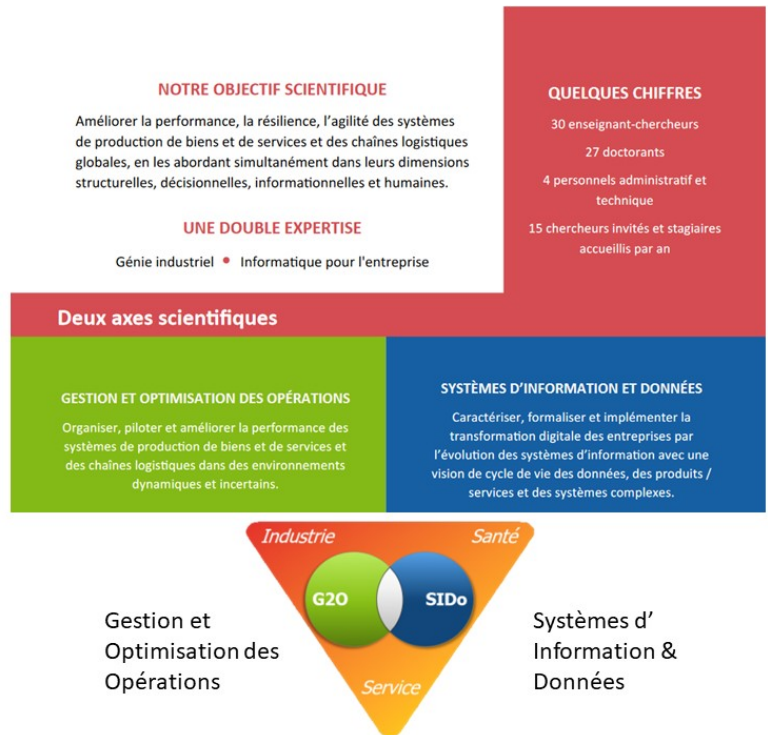 NOTRE OBJECTIF SCIENTIFIQUE
Améliorer la performance, la résilience, l'agilité des systèmes
de production de biens et de services et des chaînes logistiques
globales, en les abordant simultanément dans leurs dimensions
structurelles, décisionnelles, informationnelles et humaines.
UNE DOUBLE EXPERTISE
Génie industriel • Informatique pour l'entreprise
QUELQUES CHIFFRES
30 enseignant-chercheurs
27 doctorants
4 personnels administratif et
technique
15 chercheurs invités et stagiaires
accueillis par an
Deux axes scientifiques
GESTION ET OPTIMISATION DES OPÉRATIONS
Organiser, piloter et améliorer la performance des
systèmes de production de biens et de services et
des chaînes logistiques dans des environnements
dynamiques et incertains.
SYSTÈMES D'INFORMATION ET DONNÉES
Caractériser, formaliser et implémenter la
transformation digitale des entreprises par
l'évolution des systèmes d'information avec une
vision de cycle de vie des données, des produits /
services et des systèmes complexes.
Industrie
Santé
G2O
SIDo
Service
Gestion et
Optimisation des
Opérations
Systèmes d'
Information &
Données